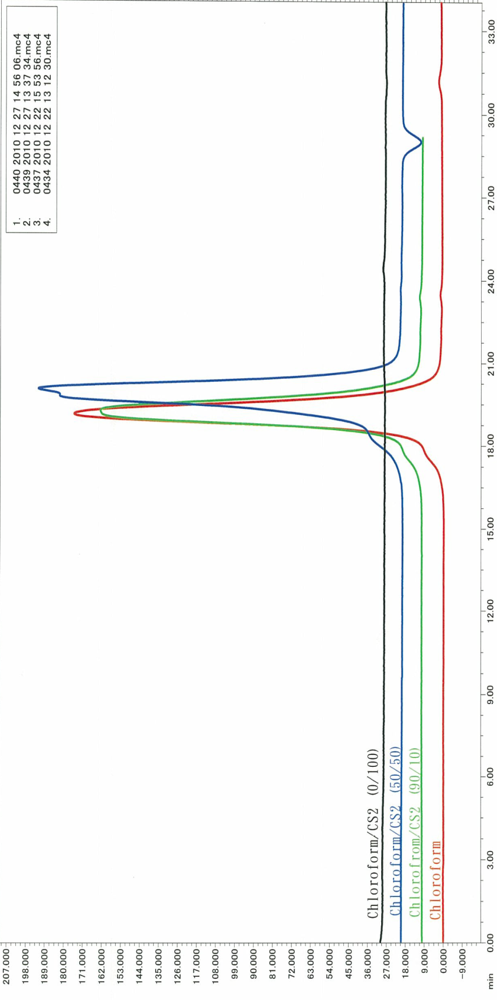 1. 0440 2010 12 27 14 56 06.mc4
2. 0439 2010 12 27 13 37 34.mc4
3. 0437 2010 12 22 15 53 56.mc4
4. 0434 2010 12 22 13 12 30.mc4
207.000
198.000
189.000
180.000
171.000
162.000
153.000
144.000
135.000
126.000
117.000
108.000
99.000
90.000
81.000
72.000
63.000
54.000
45.000
36.000
27.000
18.000
9.000
0.000
-9.000
Chloroform/CS2 (0/100)
Chloroform/CS2 (50/50)
Chlorofrom/CS2 (90/10)
Chloroform
min 0.00 3.00 6.00 9.00 12.00 15.00 18.00 21.00 24.00 27.00 30.00 33.00